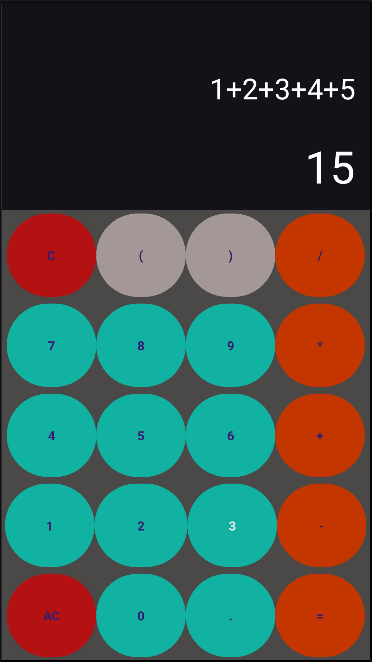 1+2+3+4+5
15
C ( ) /
7 8 9 *
4 5 6 +
1 2 3 -
AC 0 . =